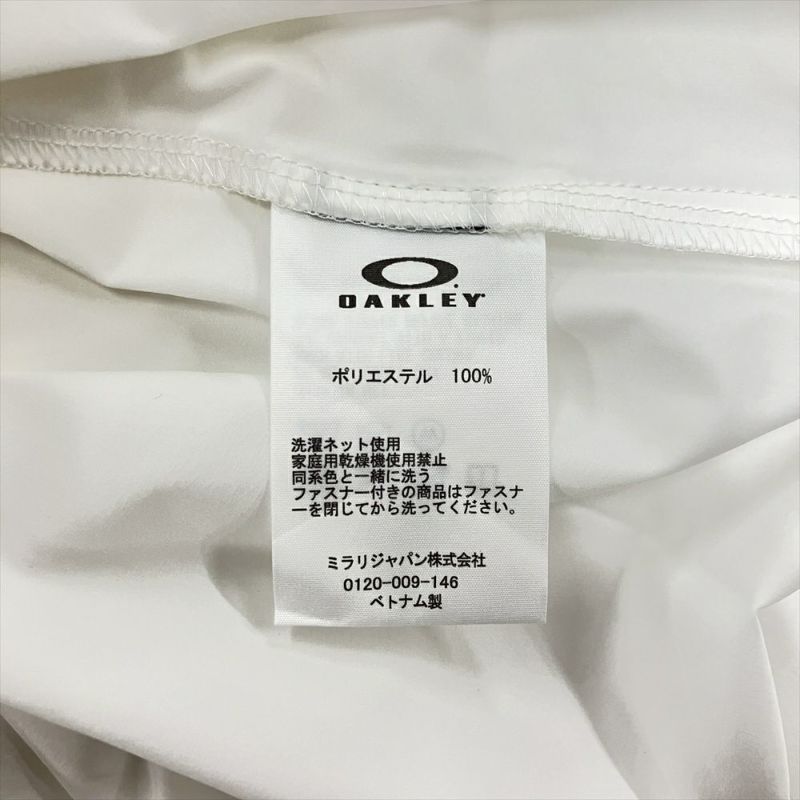 OAKLEY
ポリエステル 100%
洗濯ネット使用
家庭用乾燥機使用禁止
同系色と一緒に洗う
ファスナー付きの商品はファスナ
ーを閉じてから洗ってください。
ミラリジャパン株式会社
0120-009-146
ベトナム製